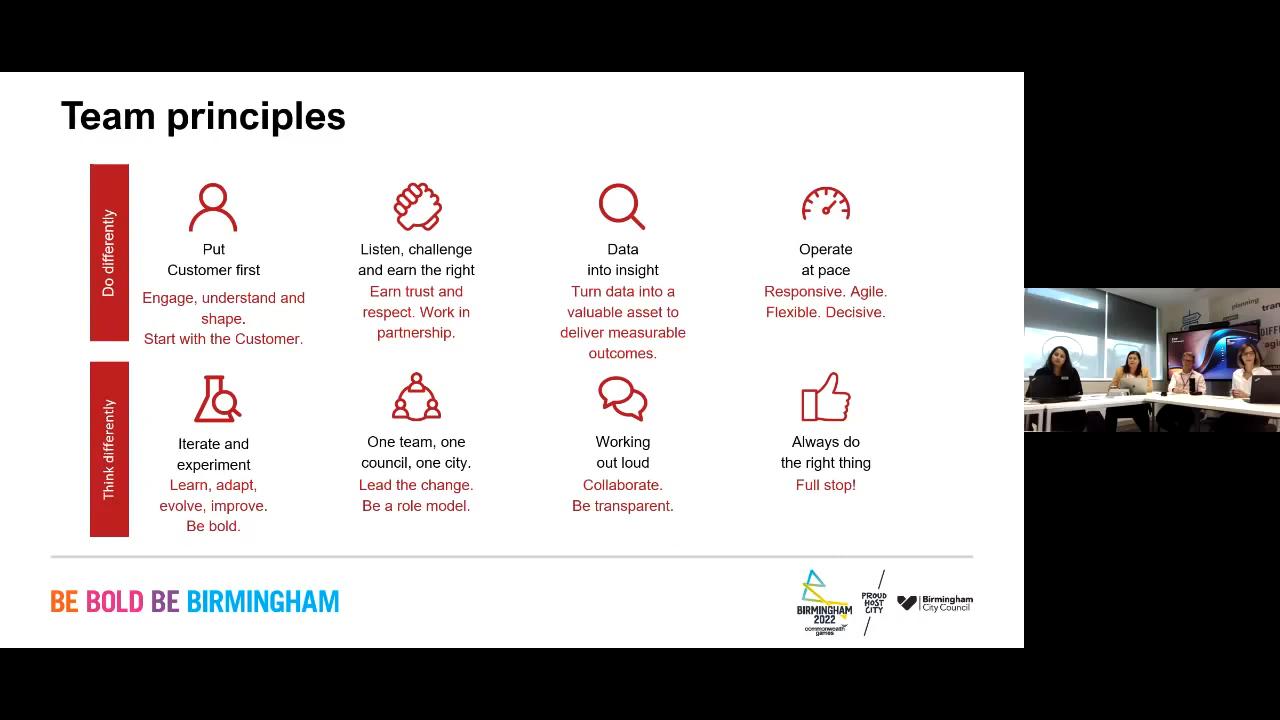 Team principles
Do differently
Put
Customer first
Engage, understand and
shape.
Start with the Customer.
Listen, challenge
and earn the right
Earn trust and
respect. Work in
partnership.
Data
into insight
Turn data into a
valuable asset to
deliver measurable
outcomes.
Operate
at pace
Responsive. Agile.
Flexible. Decisive.
Think differently
Iterate and
experiment
Learn, adapt,
evolve, improve.
Be bold.
One team, one
council, one city.
Lead the change.
Be a role model.
Working
out loud
Collaborate.
Be transparent.
Always do
the right thing
Full stop!
BE BOLD BE BIRMINGHAM
BIRMINGHAM
2022
commonwealth
games
PROUD
HOST
CITY
Birmingham
City Council
planning